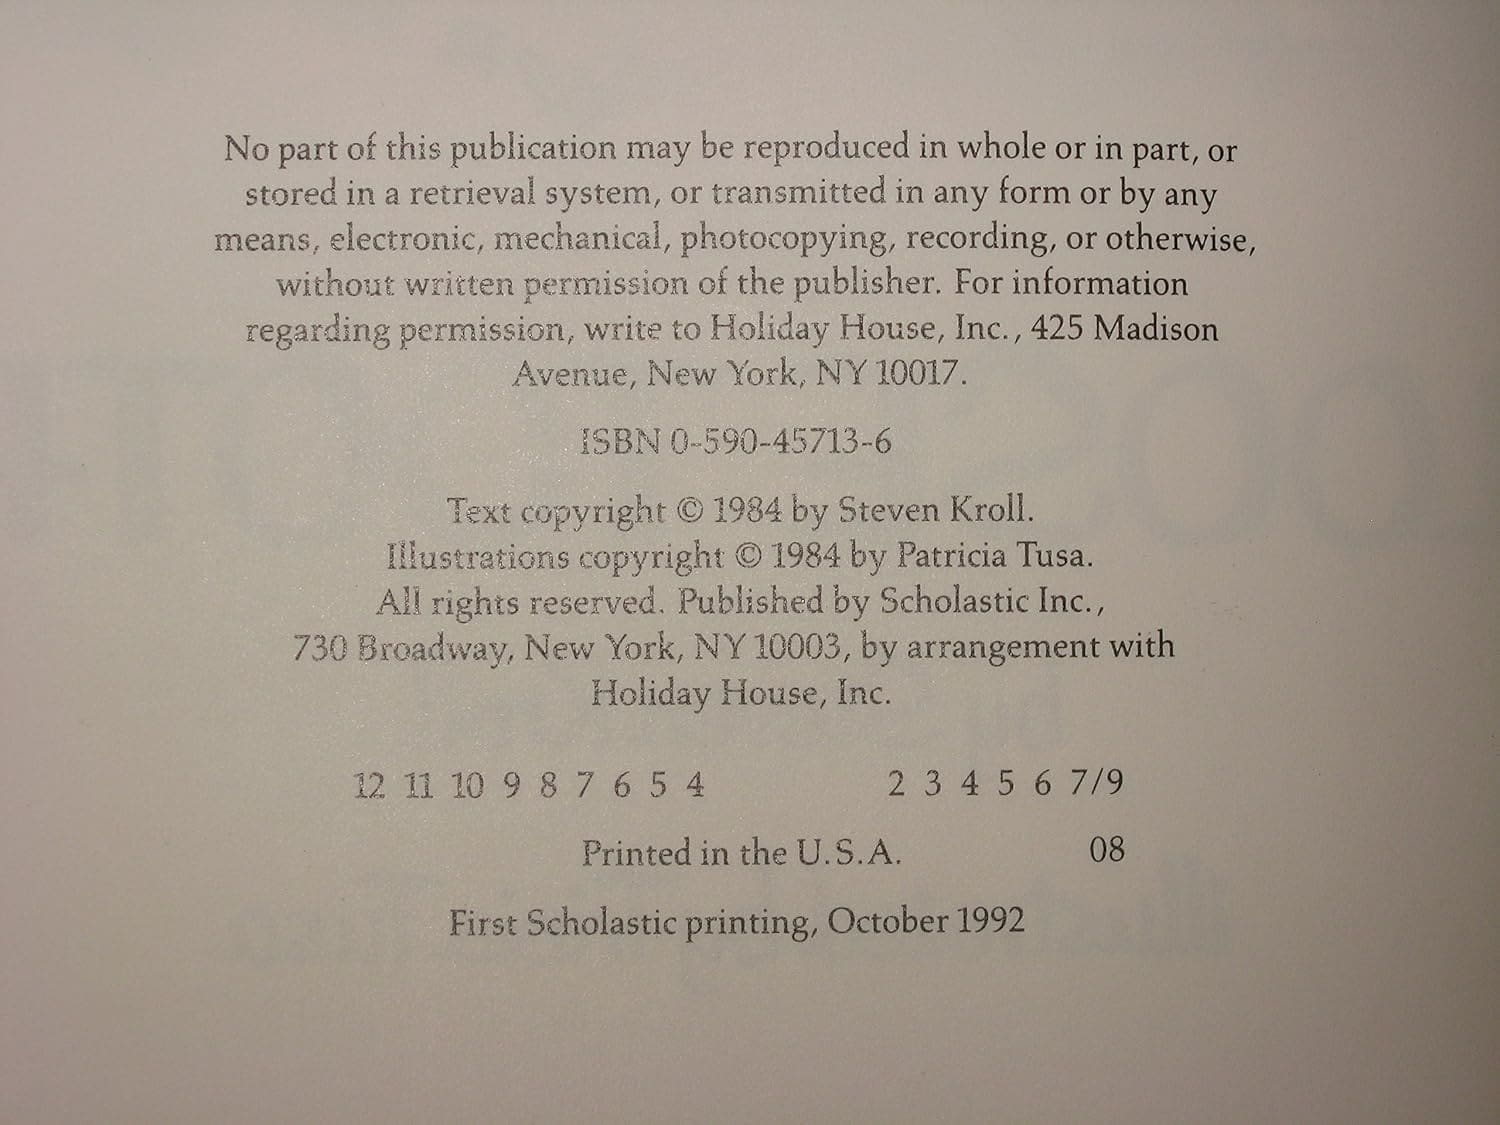 No part of this publication may be reproduced in whole or in part, or
stored in a retrieval system, or transmitted in any form or by any
means, electronic, mechanical, photocopying, recording, or otherwise,
without written permission of the publisher. For information
regarding permission, write to Holiday House, Inc., 425 Madison
Avenue, New York, NY 10017.
ISBN 0-590-45713-6
Text copyright © 1984 by Steven Kroll.
Illustrations copyright © 1984 by Patricia Tusa.
All rights reserved. Published by Scholastic Inc.,
730 Broadway, New York, NY 10003, by arrangement with
Holiday House, Inc.
12 11 10 9 8 7 6 5 4 2 3 4 5 6 7/9
Printed in the U.S.A. 08
First Scholastic printing, October 1992